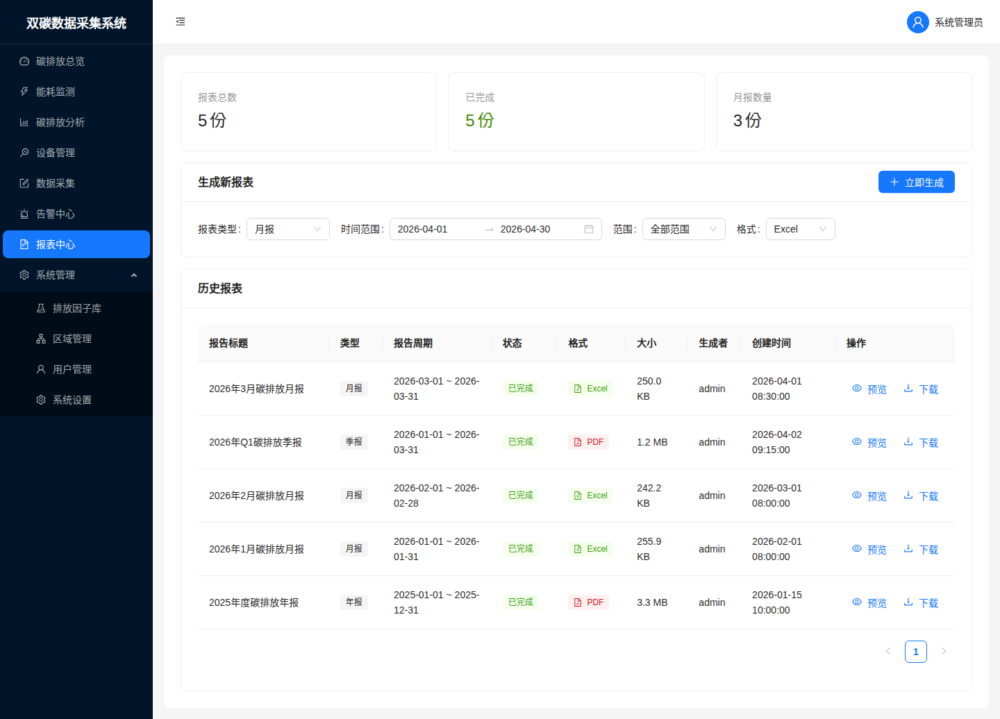 双碳数据采集系统
系统管理员
碳排放总览
能耗监测
碳排放分析
设备管理
数据采集
告警中心
报表中心
系统管理
排放因子库
区域管理
用户管理
系统设置
报表总数
5 份
已完成
5 份
月报数量
3 份
生成新报表
立即生成
报表类型: 月报 时间范围: 2026-04-01 2026-04-30 范围: 全部范围 格式: Excel
历史报表
报告标题 类型 报告周期 状态 格式 大小 生成者 创建时间 操作
2026年3月碳排放月报 月报 2026-03-01 ~ 2026-03-31 已完成 Excel 250.0 KB admin 2026-04-01 08:30:00 预览 下载
2026年Q1碳排放季报 季报 2026-01-01 ~ 2026-03-31 已完成 PDF 1.2 MB admin 2026-04-02 09:15:00 预览 下载
2026年2月碳排放月报 月报 2026-02-01 ~ 2026-02-28 已完成 Excel 242.2 KB admin 2026-03-01 08:00:00 预览 下载
2026年1月碳排放月报 月报 2026-01-01 ~ 2026-01-31 已完成 Excel 255.9 KB admin 2026-02-01 08:00:00 预览 下载
2025年度碳排放年报 年报 2025-01-01 ~ 2025-12-31 已完成 PDF 3.3 MB admin 2026-01-15 10:00:00 预览 下载
1